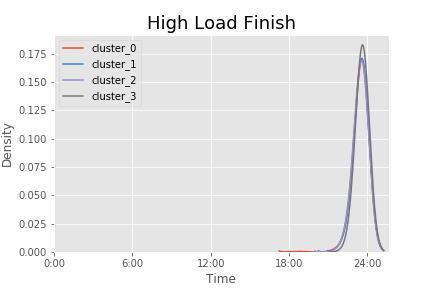 High Load Finish
cluster_0
cluster_1
cluster_2
cluster_3
Density
0.175
0.150
0.125
0.100
0.075
0.050
0.025
0.000
0:00 6:00 12:00 18:00 24:00
Time